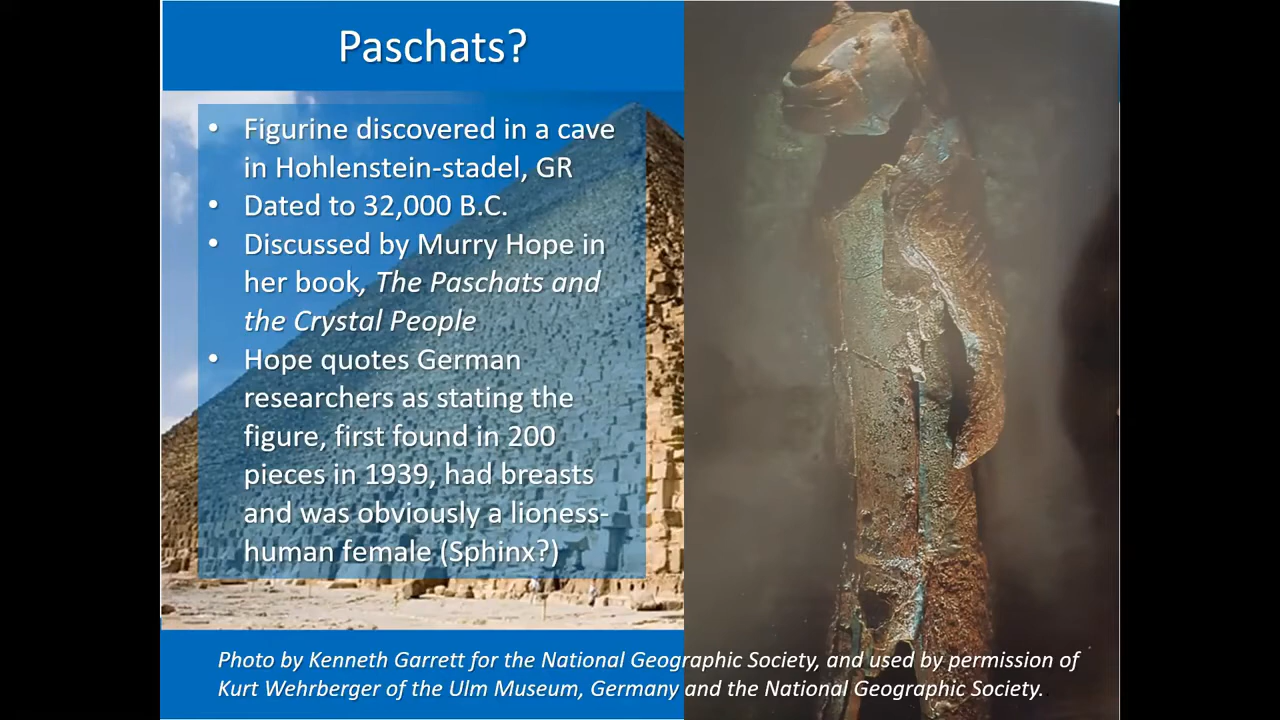 Paschats?
• Figurine discovered in a cave
in Hohlenstein-stadel, GR
• Dated to 32,000 B.C.
• Discussed by Murry Hope in
her book, The Paschats and
the Crystal People
• Hope quotes German
researchers as stating the
figure, first found in 200
pieces in 1939, had breasts
and was obviously a lioness-
human female (Sphinx?)
Photo by Kenneth Garrett for the National Geographic Society, and used by permission of
Kurt Wehrberger of the Ulm Museum, Germany and the National Geographic Society.